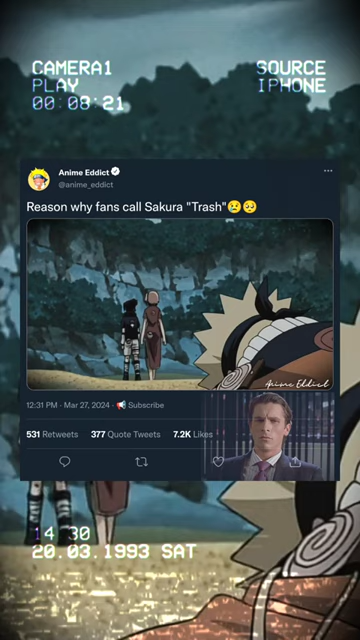 CAMERA1
PLAY
00:08:21
SOURCE
IPHONE
Anime Eddict
@anime_eddict
Reason why fans call Sakura "Trash"😢🥺
Anime Eddict
12:31 PM · Mar 27, 2024 · 📢 Subscribe
531 Retweets 377 Quote Tweets 7.2K Likes
14 30
20.03.1993 SAT